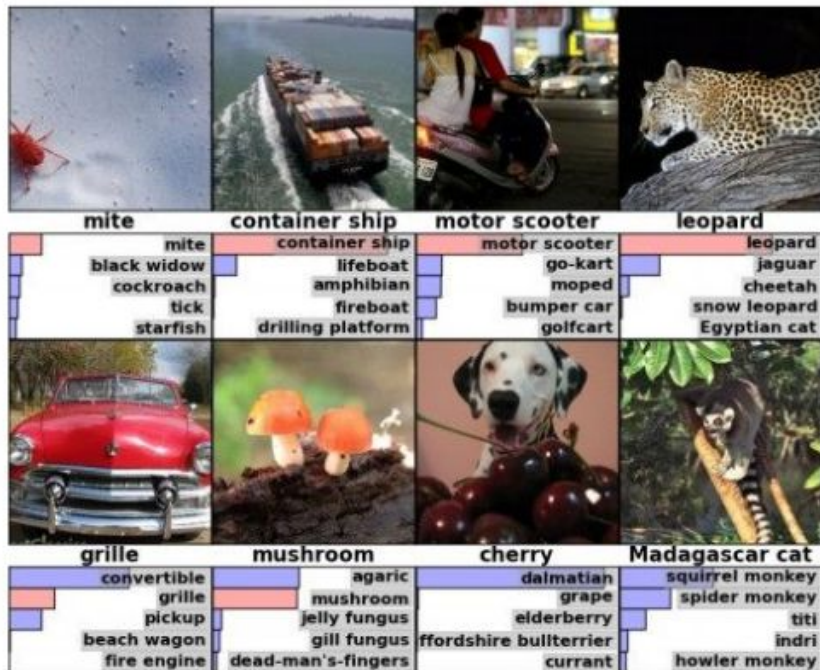 mite
container ship
motor scooter
leopard
mite
black widow
cockroach
tick
starfish
container ship
lifeboat
amphibian
fireboat
drilling platform
motor scooter
go-kart
moped
bumper car
golfcart
leopard
jaguar
cheetah
snow leopard
Egyptian cat
grille
mushroom
cherry
Madagascar cat
convertible
grille
pickup
beach wagon
fire engine
agaric
mushroom
jelly fungus
gill fungus
dead-man's-fingers
dalmatian
grape
elderberry
ffordshire bullterrier
currant
squirrel monkey
spider monkey
titi
indri
howler monkey